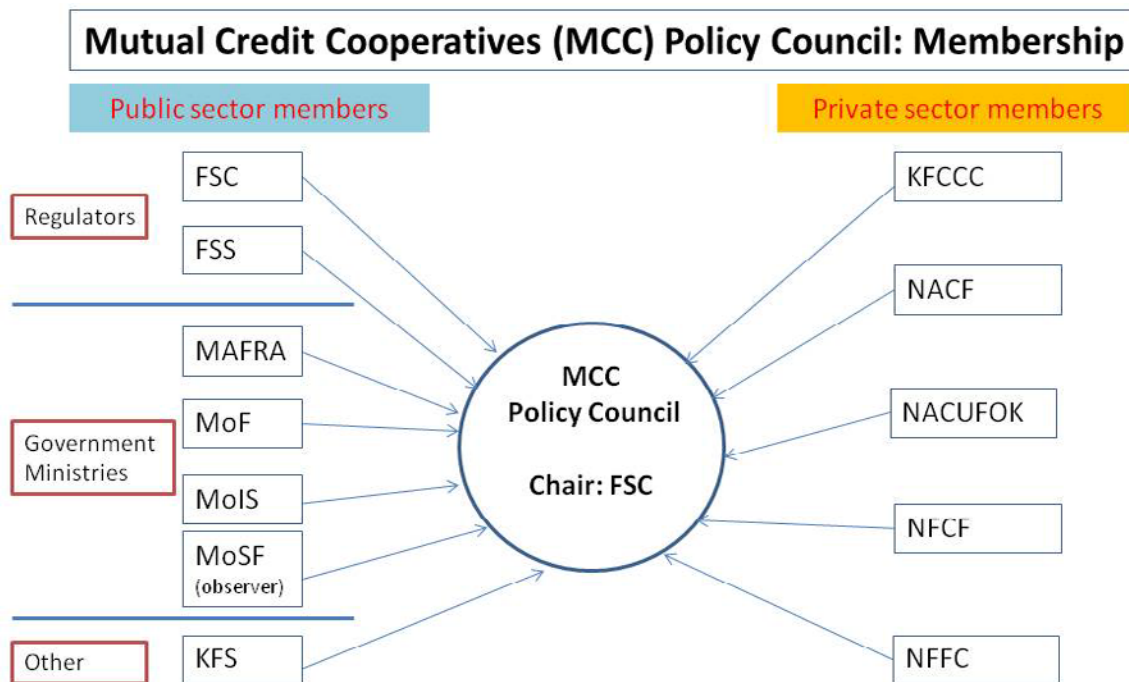 Mutual Credit Cooperatives (MCC) Policy Council: Membership
Public sector members
Private sector members
Regulators
FSC
FSS
Government
Ministries
MAFRA
MoF
MoIS
MoSF
(observer)
Other
KFS
MCC
Policy Council
Chair: FSC
KFCCC
NACF
NACUFOK
NFCF
NFFC